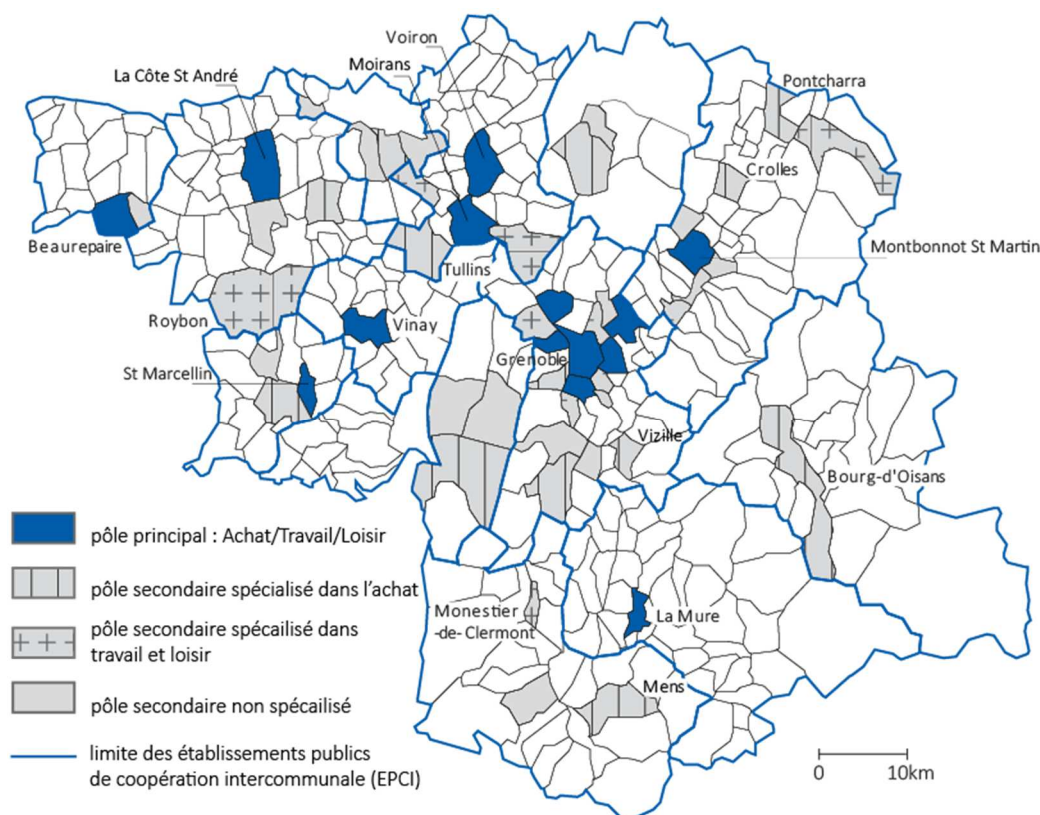 Voiron
Moirans
La Côte St André
Pontcharra
Crolles
Beaurepaire
Montbonnot St Martin
Tullins
Roybon
Vinay
Grenoble
St Marcellin
Vizille
Bourg-d'Oisans
Monestier
-de-Clermont
La Mure
Mens
pôle principal : Achat/Travail/Loisir
pôle secondaire spécialisé dans l'achat
pôle secondaire spécailisé dans
travail et loisir
pôle secondaire non spécailisé
limite des établissements publics
de coopération intercommunale (EPCI)
0 10km